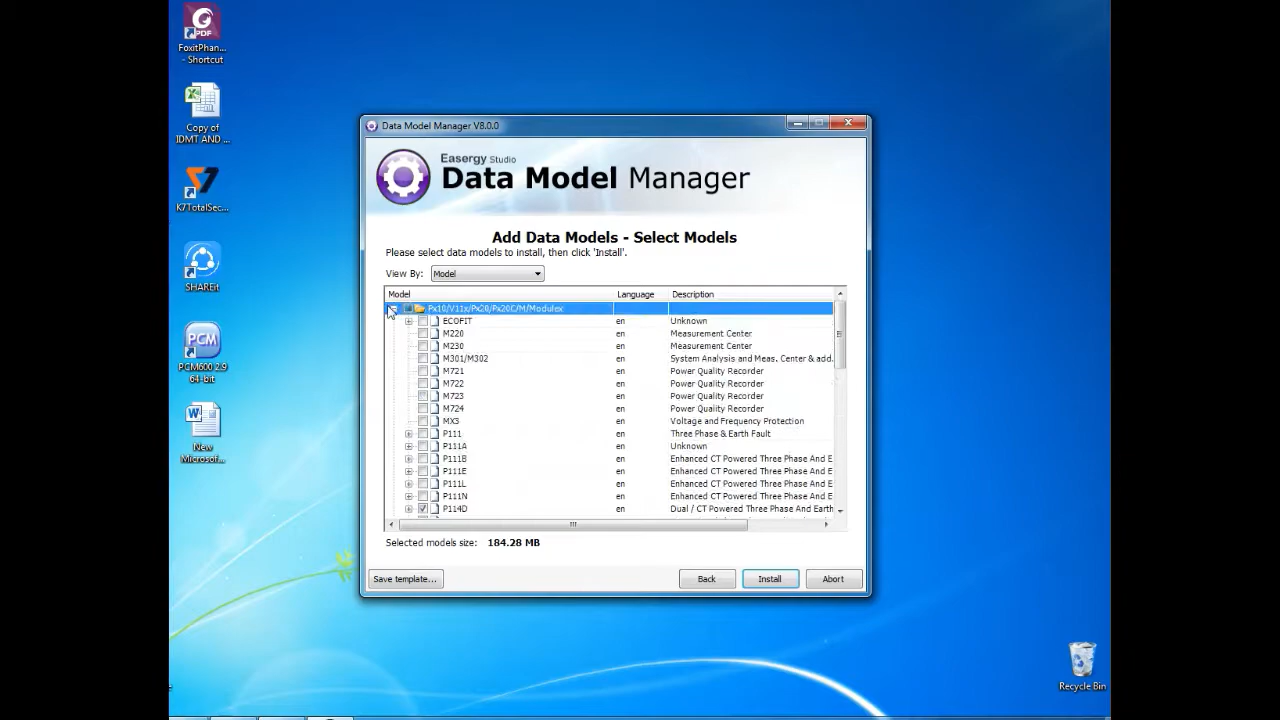 FoxitPhan...
- Shortcut
Copy of
IDMT AND ...
K7TotalSec...
SHAREit
PCM
PCM600 2.9
64-bit
New
Microsof...
Data Model Manager V8.0.0
Easergy Studio
Data Model Manager
Add Data Models - Select Models
Please select data models to install, then click 'Install'.
View By: Model
Model Language Description
Px10/V11x/Px20/Px20C/M/Modulex
ECOFIT en Unknown
M220 en Measurement Center
M230 en Measurement Center
M301/M302 en System Analysis and Meas. Center & add.
M721 en Power Quality Recorder
M722 en Power Quality Recorder
M723 en Power Quality Recorder
M724 en Power Quality Recorder
MX3 en Voltage and Frequency Protection
P111 en Three Phase & Earth Fault
P111A en Unknown
P111B en Enhanced CT Powered Three Phase And E
P111E en Enhanced CT Powered Three Phase And E
P111L en Enhanced CT Powered Three Phase And E
P111N en Enhanced CT Powered Three Phase And E
P114D en Dual / CT Powered Three Phase And Earth
Selected models size: 184.28 MB
Save template... Back Install Abort
Recycle Bin